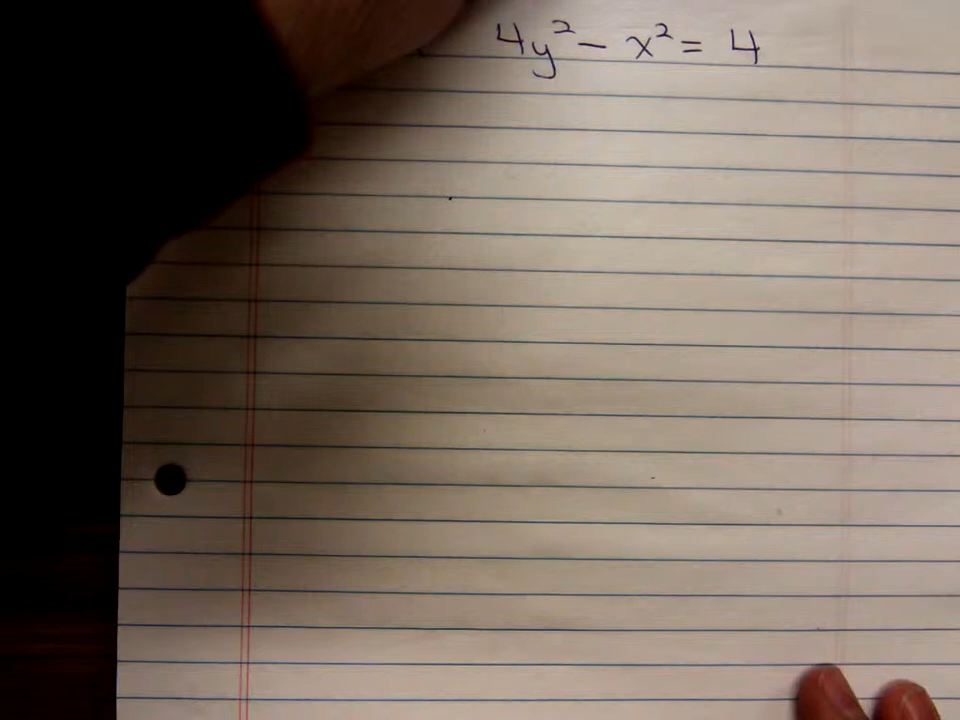 4y² - x² = 4